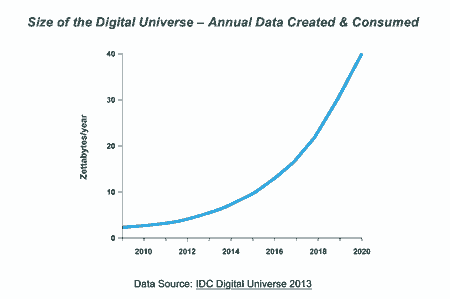 Size of the Digital Universe – Annual Data Created & Consumed
40
30
20
10
0
Zettabytes/year
2010 2012 2014 2016 2018 2020
Data Source: IDC Digital Universe 2013